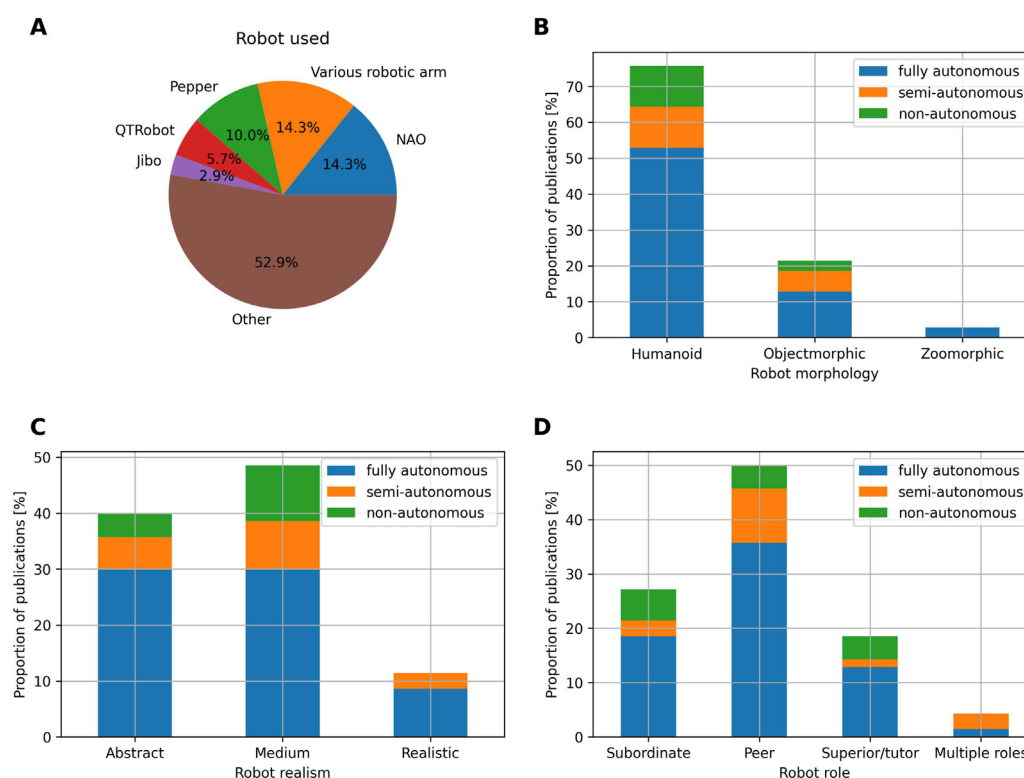 A
Robot used
Various robotic arm
Pepper
QTRobot
Jibo
NAO
10.0%
14.3%
14.3%
5.7%
2.9%
52.9%
Other
B
Proportion of publications [%]
70
60
50
40
30
20
10
0
fully autonomous
semi-autonomous
non-autonomous
Humanoid Objectmorphic Zoomorphic
Robot morphology
C
Proportion of publications [%]
50
40
30
20
10
0
fully autonomous
semi-autonomous
non-autonomous
Abstract Medium Realistic
Robot realism
D
Proportion of publications [%]
50
40
30
20
10
0
fully autonomous
semi-autonomous
non-autonomous
Subordinate Peer Superior/tutor Multiple roles
Robot role